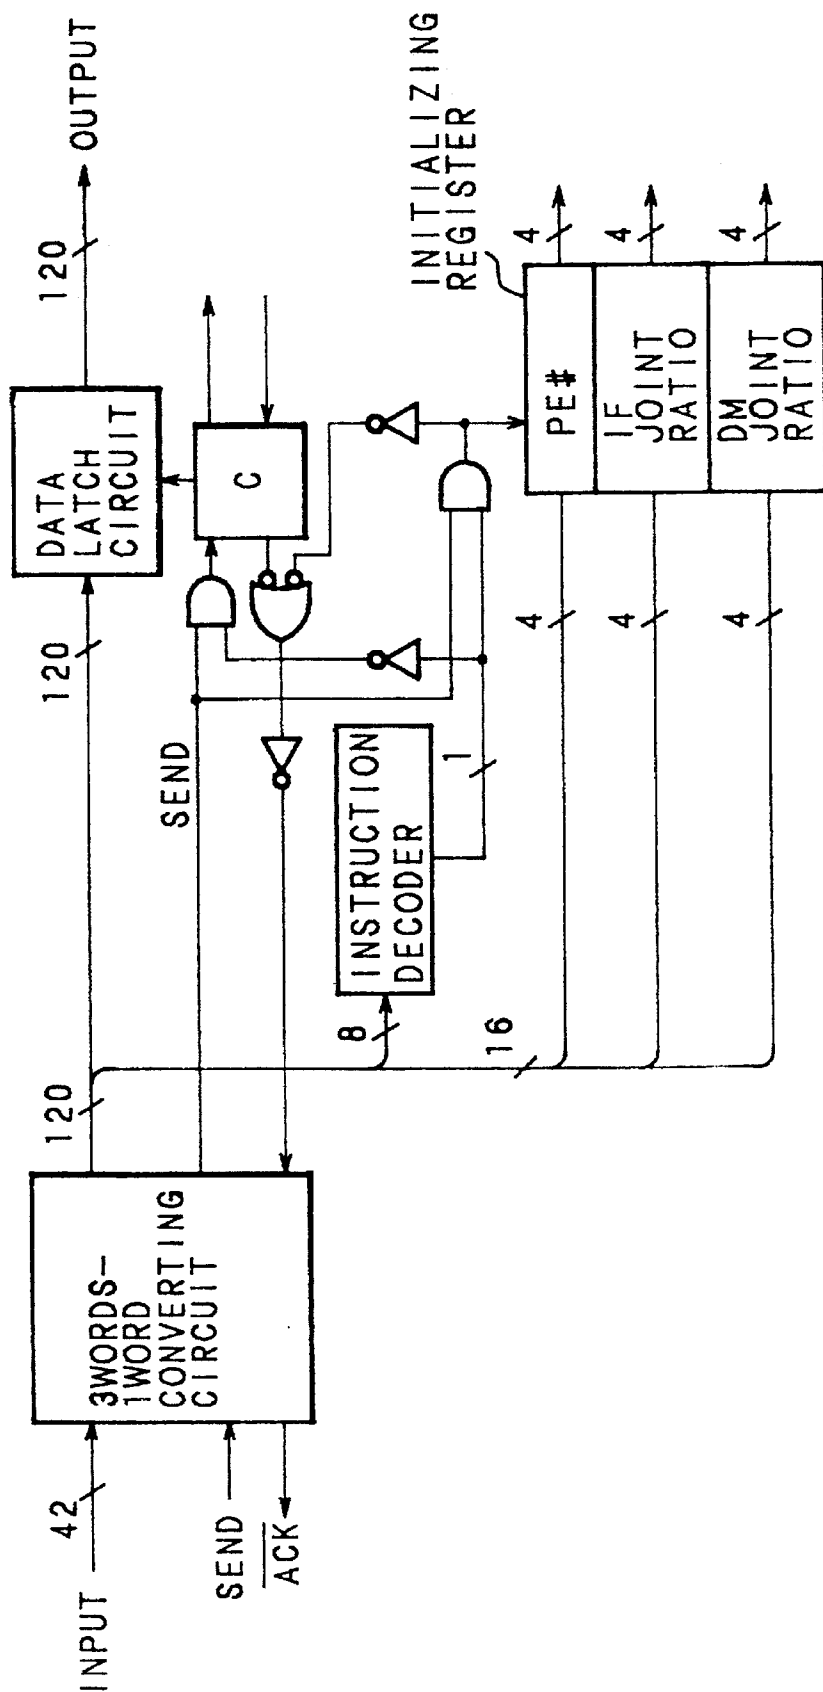 INPUT
42
SEND
ACK
3WORDS-
1WORD
CONVERTING
CIRCUIT
120
SEND
120
DATA
LATCH
CIRCUIT
120
OUTPUT
C
8
INSTRUCTION
DECODER
1
16
4
4
4
INITIALIZING
REGISTER
PE#
IF
JOINT
RATIO
DM
JOINT
RATIO
4
4
4